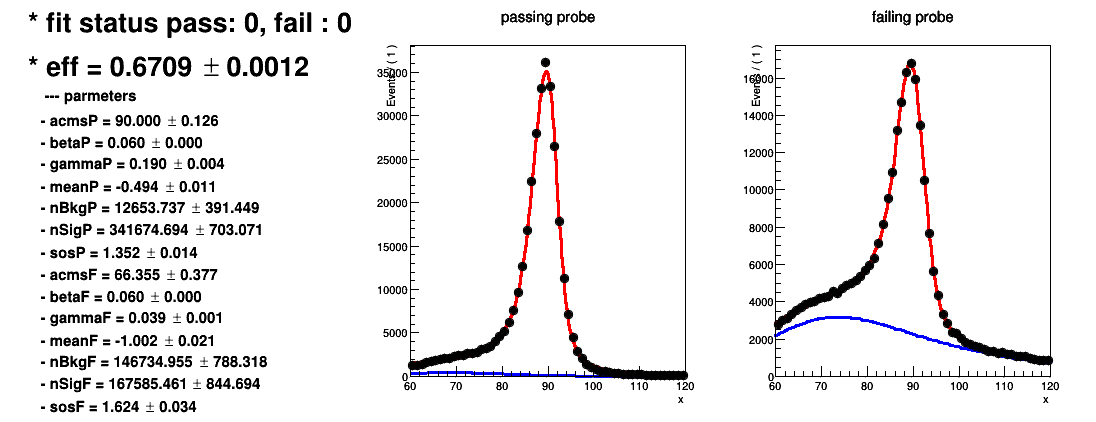 * fit status pass: 0, fail : 0
* eff = 0.6709 ± 0.0012
--- parmeters
- acmsP = 90.000 ± 0.126
- betaP = 0.060 ± 0.000
- gammaP = 0.190 ± 0.004
- meanP = -0.494 ± 0.011
- nBkgP = 12653.737 ± 391.449
- nSigP = 341674.694 ± 703.071
- sosP = 1.352 ± 0.014
- acmsF = 66.355 ± 0.377
- betaF = 0.060 ± 0.000
- gammaF = 0.039 ± 0.001
- meanF = -1.002 ± 0.021
- nBkgF = 146734.955 ± 788.318
- nSigF = 167585.461 ± 844.694
- sosF = 1.624 ± 0.034
passing probe
Events / ( 1 )
35000
30000
25000
20000
15000
10000
5000
0
60 70 80 90 100 110 120
x
failing probe
Events / ( 1 )
16000
14000
12000
10000
8000
6000
4000
2000
0
60 70 80 90 100 110 120
x